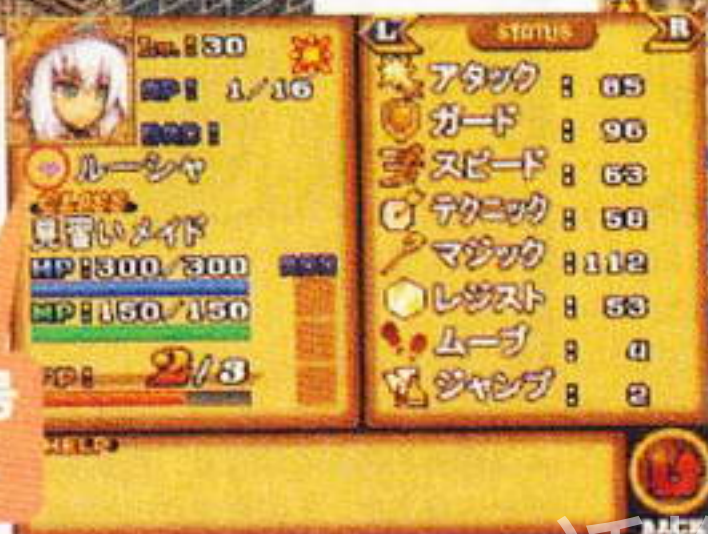 Lv. : 30
1/16
ルーシャ
CLASS
見習いメイド
HP : 300/300
MP : 150/150
2/3
HELP
L STATUS R
アタック : 85
ガード : 96
スピード : 63
テクニック : 58
マジック : 112
レジスト : 53
ムーブ : 4
ジャンプ : 2
BACK